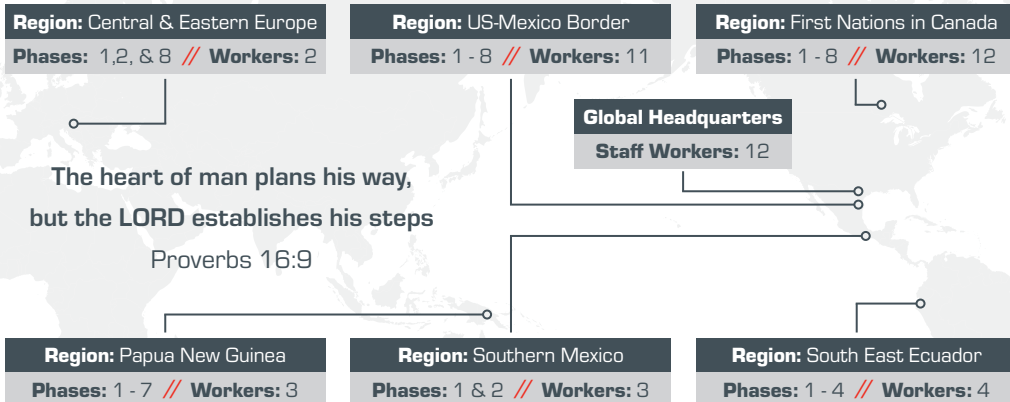 Region: Central & Eastern Europe
Phases: 1,2, & 8 // Workers: 2
Region: US-Mexico Border
Phases: 1 - 8 // Workers: 11
Region: First Nations in Canada
Phases: 1 - 8 // Workers: 12
Global Headquarters
Staff Workers: 12
The heart of man plans his way,
but the LORD establishes his steps
Proverbs 16:9
Region: Papua New Guinea
Phases: 1 - 7 // Workers: 3
Region: Southern Mexico
Phases: 1 & 2 // Workers: 3
Region: South East Ecuador
Phases: 1 - 4 // Workers: 4